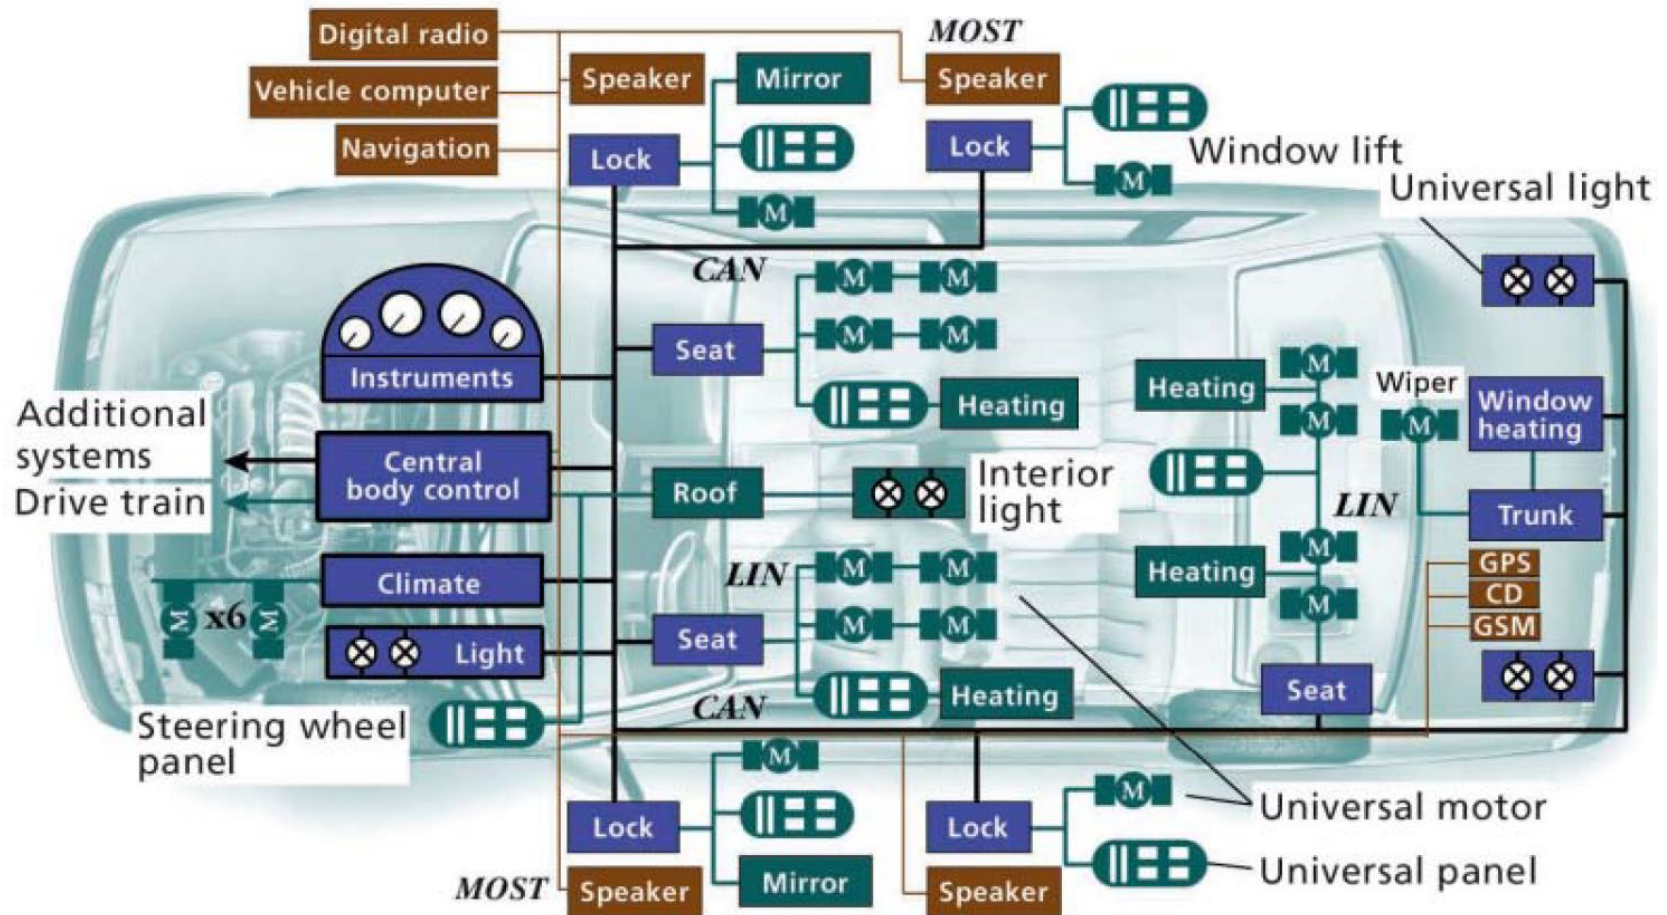 Digital radio
MOST
Speaker
Mirror
Speaker
Vehicle computer
Navigation
Lock
Lock
Window lift
M
M
Universal light
CAN
M
M
Seat
M
M
Instruments
Heating
Heating
M
Wiper
M
M
Window
heating
Additional
systems
Drive train
Central
body control
Roof
Interior
light
LIN
Trunk
Climate
LIN
M
M
Heating
M
GPS
CD
GSM
M
x6
M
Light
Seat
M
M
M
Heating
Seat
CAN
Steering wheel
panel
M
M
Universal motor
Lock
Lock
Universal panel
MOST
Speaker
Mirror
Speaker